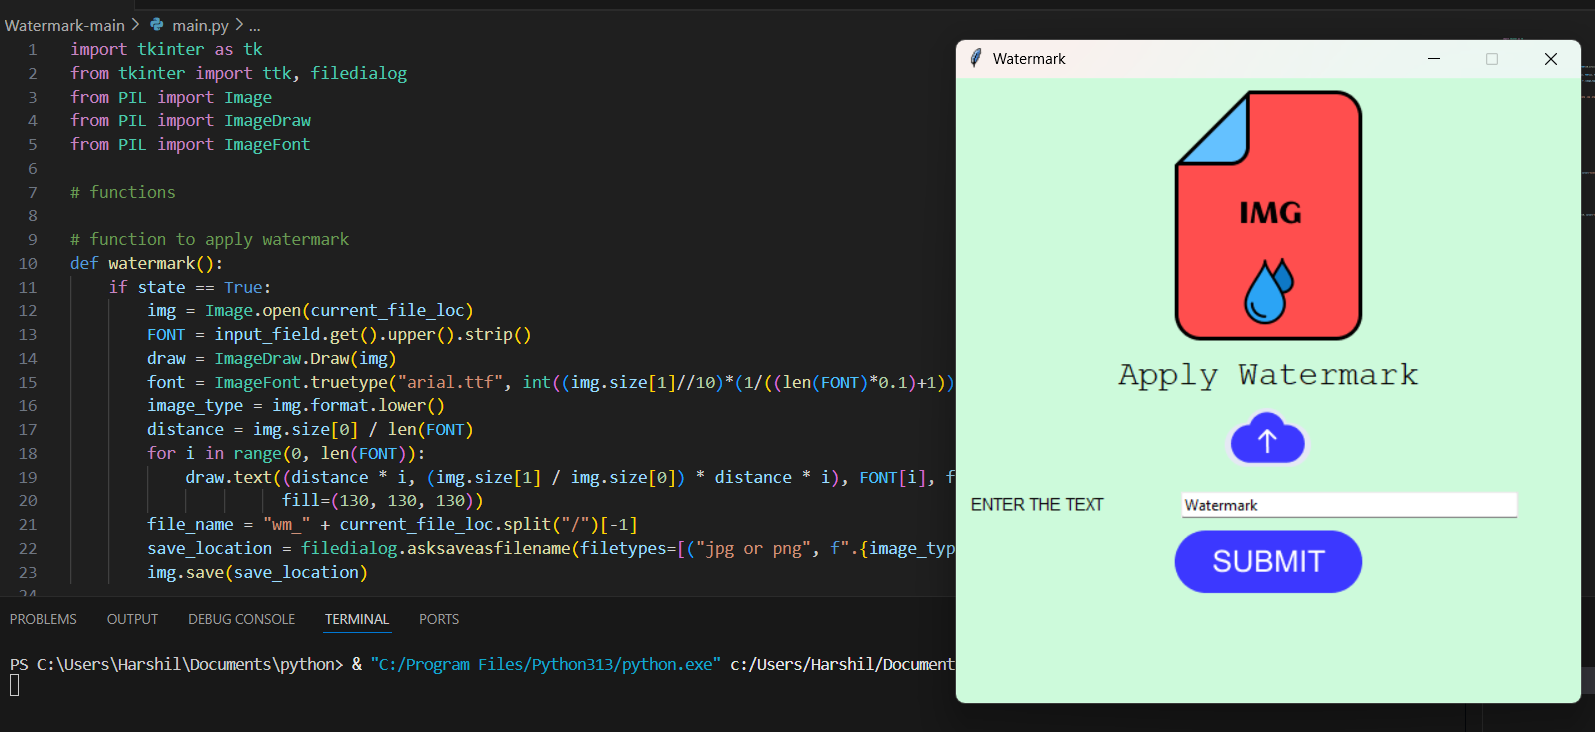 Watermark-main > main.py > ...
1 import tkinter as tk
2 from tkinter import ttk, filedialog
3 from PIL import Image
4 from PIL import ImageDraw
5 from PIL import ImageFont
6
7 # functions
8
9 # function to apply watermark
10 def watermark():
11 if state == True:
12 img = Image.open(current_file_loc)
13 FONT = input_field.get().upper().strip()
14 draw = ImageDraw.Draw(img)
15 font = ImageFont.truetype("arial.ttf", int((img.size[1]//10)*(1/((len(FONT)*0.1)+1))
16 image_type = img.format.lower()
17 distance = img.size[0] / len(FONT)
18 for i in range(0, len(FONT)):
19 draw.text((distance * i, (img.size[1] / img.size[0]) * distance * i), FONT[i], f
20 fill=(130, 130, 130))
21 file_name = "wm_" + current_file_loc.split("/")[-1]
22 save_location = filedialog.asksaveasfilename(filetypes=[("jpg or png", f".{image_typ
23 img.save(save_location)
24
PROBLEMS OUTPUT DEBUG CONSOLE TERMINAL PORTS
PS C:\Users\Harshil\Documents\python> & "C:/Program Files/Python313/python.exe" c:/Users/Harshil/Document
Watermark
IMG
Apply Watermark
ENTER THE TEXT Watermark
SUBMIT